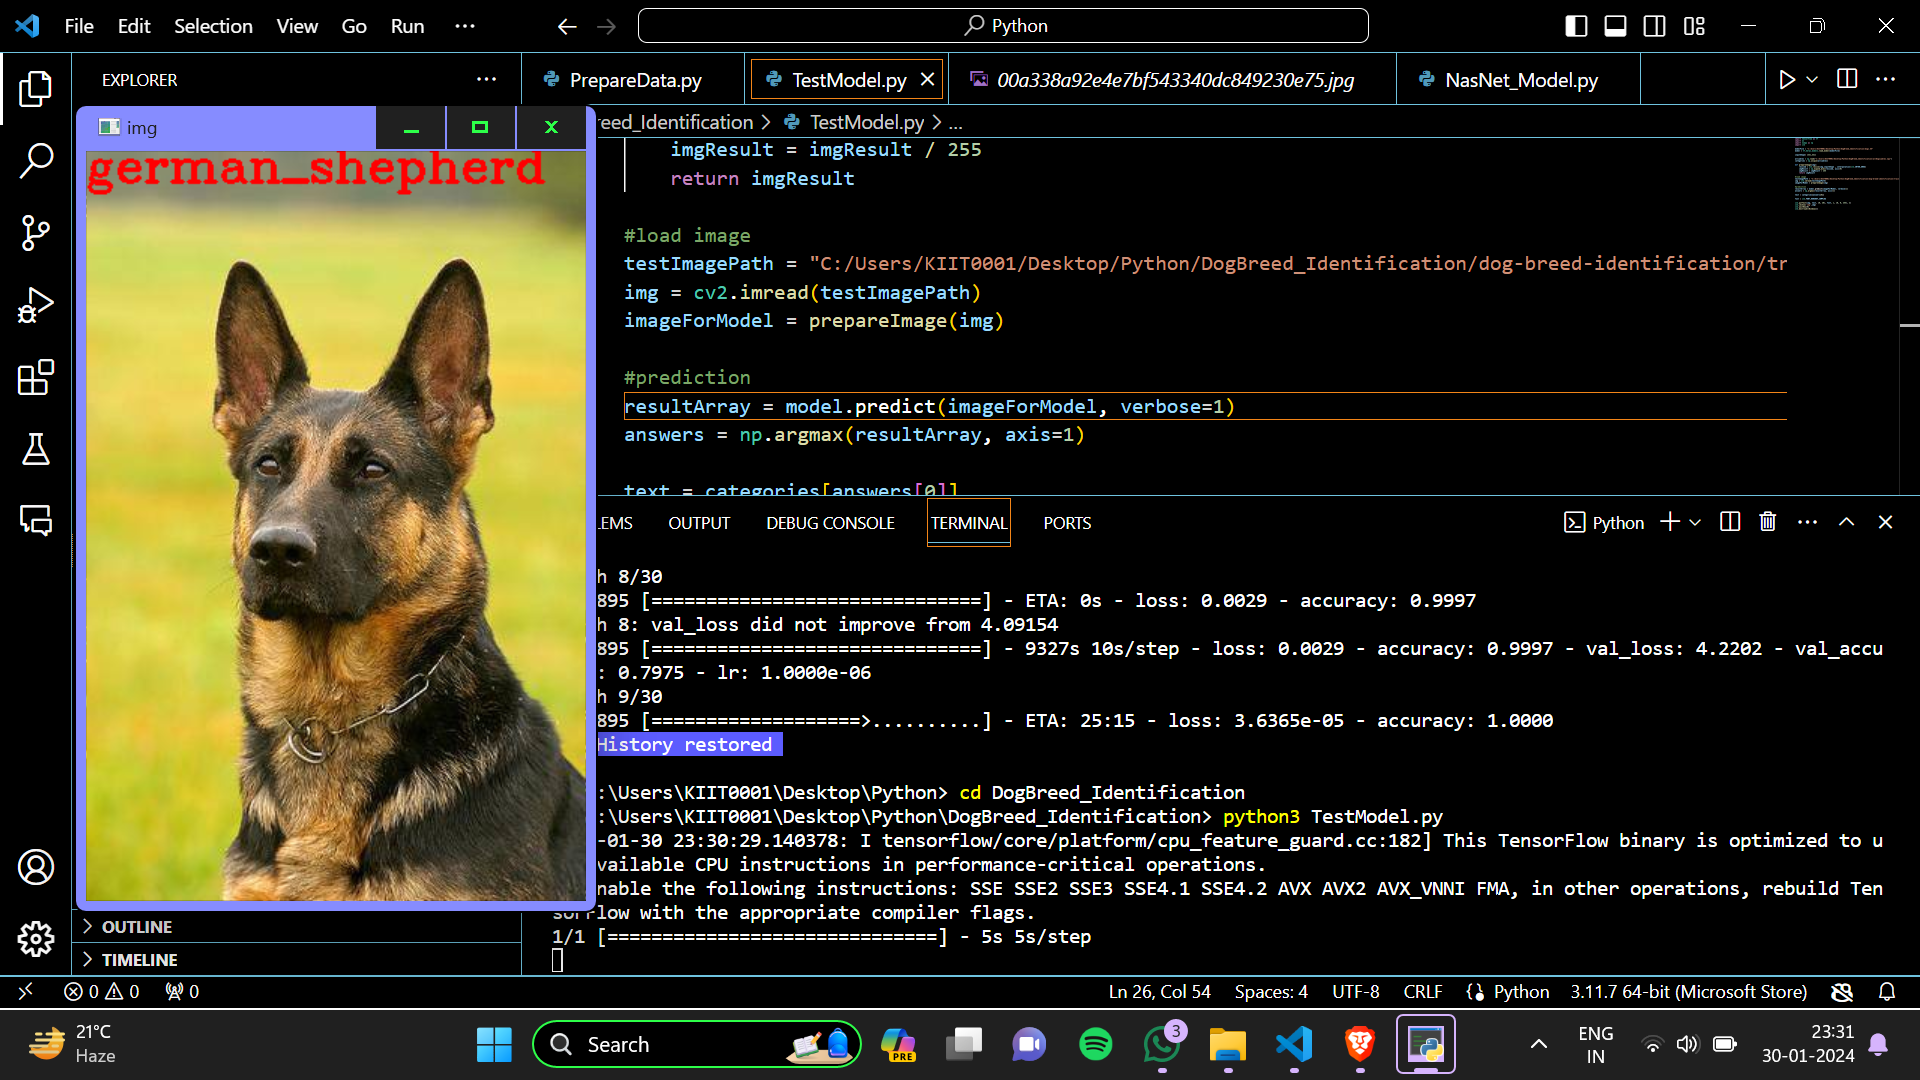 File Edit Selection View Go Run ···
Python
EXPLORER ···
PrepareData.py
TestModel.py
00a338a92e4e7bf543340dc849230e75.jpg
NasNet_Model.py
img
german_shepherd
reed_Identification > TestModel.py > ...
imgResult = imgResult / 255
return imgResult
#load image
testImagePath = "C:/Users/KIIT0001/Desktop/Python/DogBreed_Identification/dog-breed-identification/tr
img = cv2.imread(testImagePath)
imageForModel = prepareImage(img)
#prediction
resultArray = model.predict(imageForModel, verbose=1)
answers = np.argmax(resultArray, axis=1)
text = categories[answers[0]]
LEMS OUTPUT DEBUG CONSOLE TERMINAL PORTS
Python
h 8/30
895 [==============================] - ETA: 0s - loss: 0.0029 - accuracy: 0.9997
h 8: val_loss did not improve from 4.09154
895 [==============================] - 9327s 10s/step - loss: 0.0029 - accuracy: 0.9997 - val_loss: 4.2202 - val_accu
: 0.7975 - lr: 1.0000e-06
h 9/30
895 [===================>..........] - ETA: 25:15 - loss: 3.6365e-05 - accuracy: 1.0000
History restored
:\Users\KIIT0001\Desktop\Python> cd DogBreed_Identification
:\Users\KIIT0001\Desktop\Python\DogBreed_Identification> python3 TestModel.py
-01-30 23:30:29.140378: I tensorflow/core/platform/cpu_feature_guard.cc:182] This TensorFlow binary is optimized to u
vailable CPU instructions in performance-critical operations.
nable the following instructions: SSE SSE2 SSE3 SSE4.1 SSE4.2 AVX AVX2 AVX_VNNI FMA, in other operations, rebuild Ten
sorFlow with the appropriate compiler flags.
1/1 [==============================] - 5s 5s/step
OUTLINE
TIMELINE
0 0 0
Ln 26, Col 54 Spaces: 4 UTF-8 CRLF Python 3.11.7 64-bit (Microsoft Store)
21°C
Haze
Search
PRE
3
ENG
IN
23:31
30-01-2024